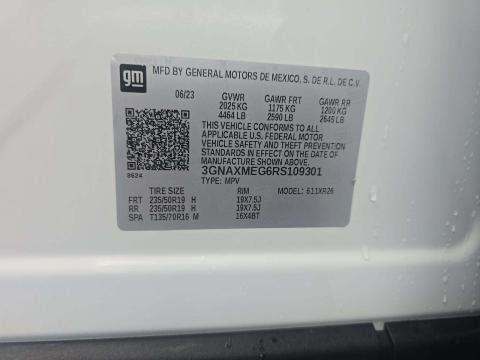 gm MFD BY GENERAL MOTORS DE MEXICO, S. DE R.L. DE C.V.
06/23 GVWR GAWR FRT GAWR RR
2025 KG 1175 KG 1200 KG
4464 LB 2590 LB 2645 LB
THIS VEHICLE CONFORMS TO ALL
APPLICABLE U.S. FEDERAL MOTOR
VEHICLE SAFETY AND THEFT PREVENTION
STANDARDS IN EFFECT ON THE DATE OF
MANUFACTURE SHOWN ABOVE.
3GNAXMEG6RS109301
TYPE: MPV MODEL: 611XR26
TIRE SIZE RIM
FRT 235/50R19 H 19X7.5J
RR 235/50R19 H 19X7.5J
SPA T135/70R16 M 16X4BT